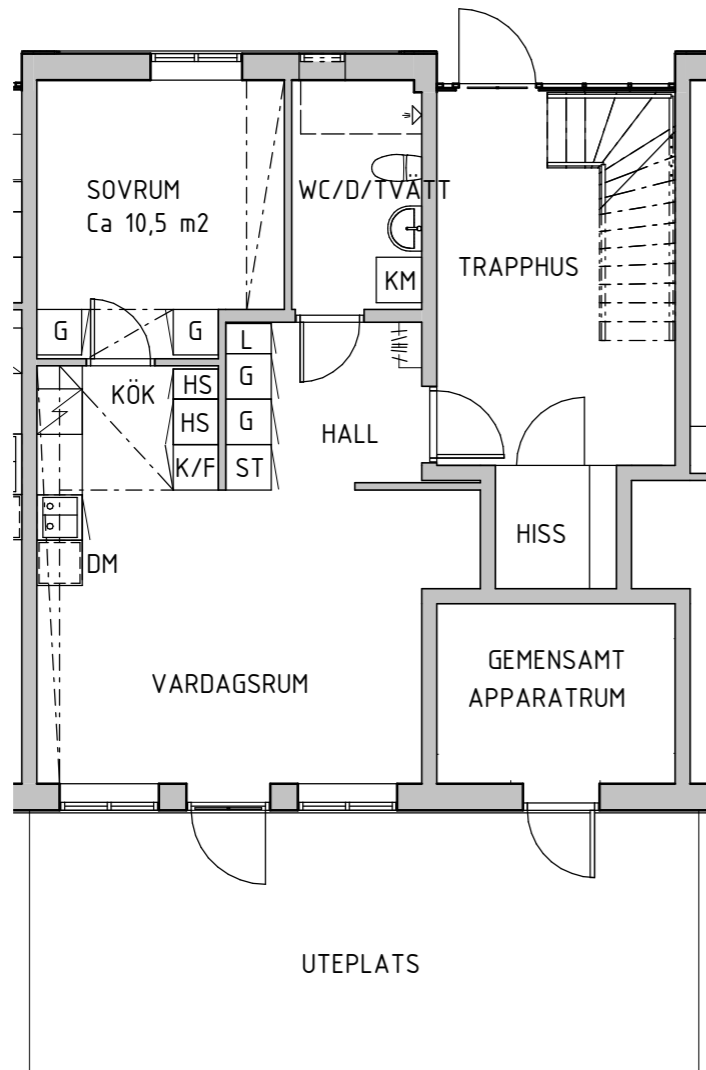 SOVRUM
Ca 10,5 m2
WC/D/TVÄTT
KM
TRAPPHUS
G
G
KÖK
HS
HS
K/F
L
G
G
ST
HALL
HISS
DM
VARDAGSRUM
GEMENSAMT
APPARATRUM
UTEPLATS